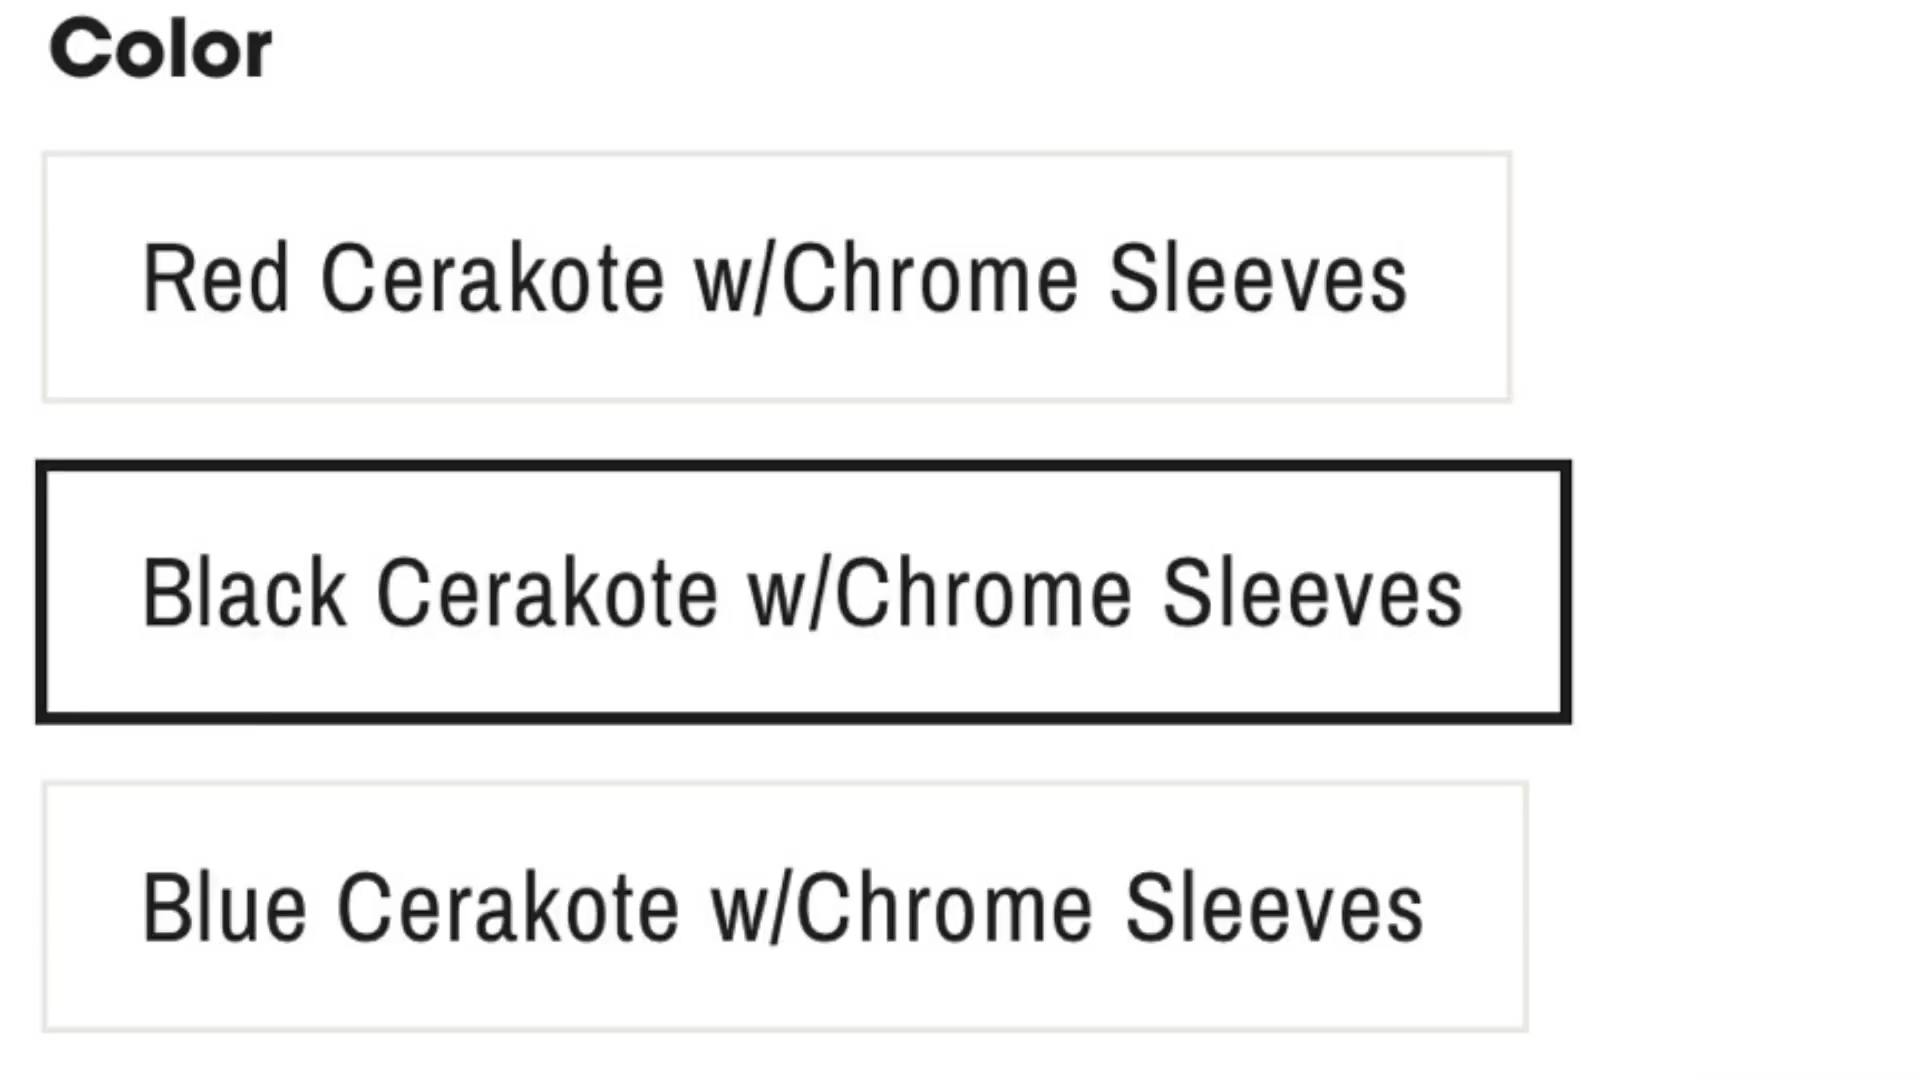 Color
Red Cerakote w/Chrome Sleeves
Black Cerakote w/Chrome Sleeves
Blue Cerakote w/Chrome Sleeves